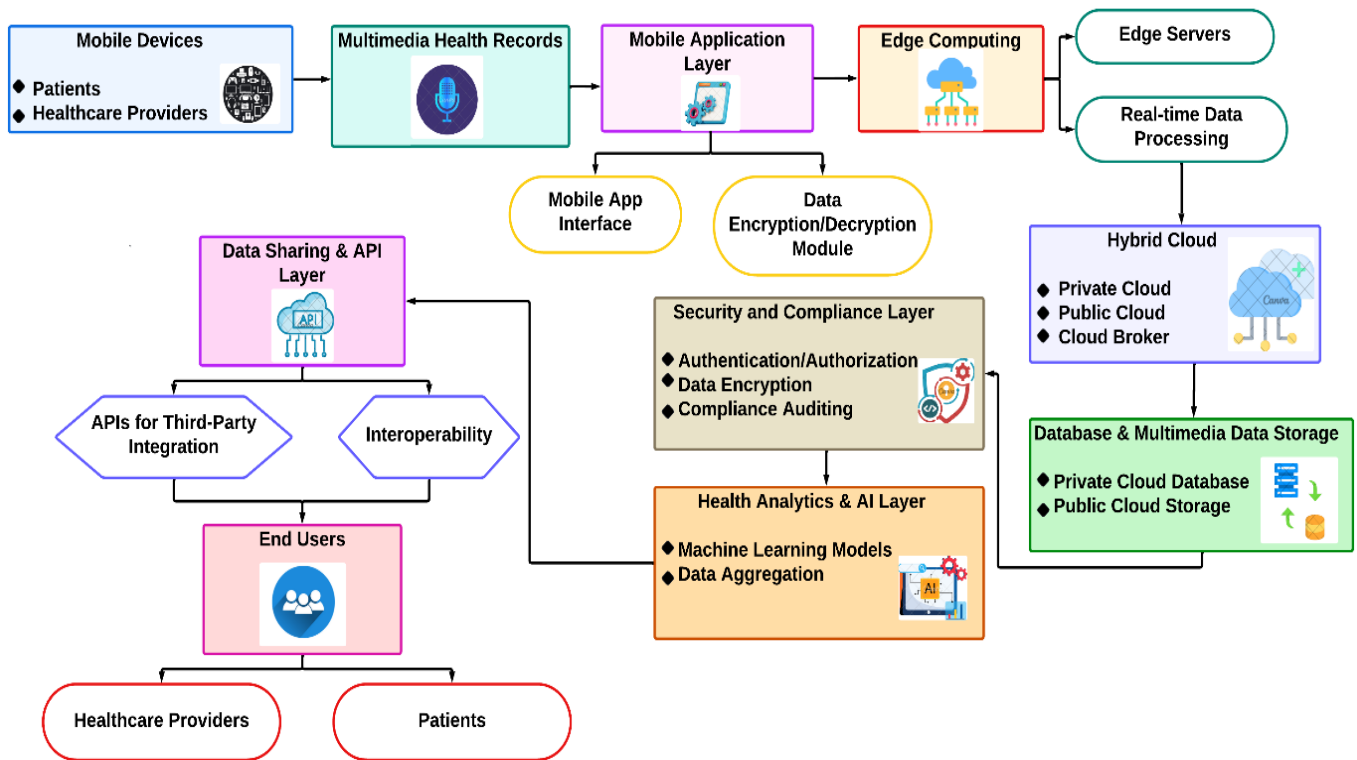 Mobile Devices
Patients
Healthcare Providers
Multimedia Health Records
Mobile Application
Layer
Edge Computing
Edge Servers
Real-time Data
Processing
Mobile App
Interface
Data
Encryption/Decryption
Module
Hybrid Cloud
Private Cloud
Public Cloud
Cloud Broker
Canva
Database & Multimedia Data Storage
Private Cloud Database
Public Cloud Storage
Security and Compliance Layer
Authentication/Authorization
Data Encryption
Compliance Auditing
Health Analytics & AI Layer
Machine Learning Models
Data Aggregation
AI
Data Sharing & API
Layer
API
APIs for Third-Party
Integration
Interoperability
End Users
Healthcare Providers
Patients